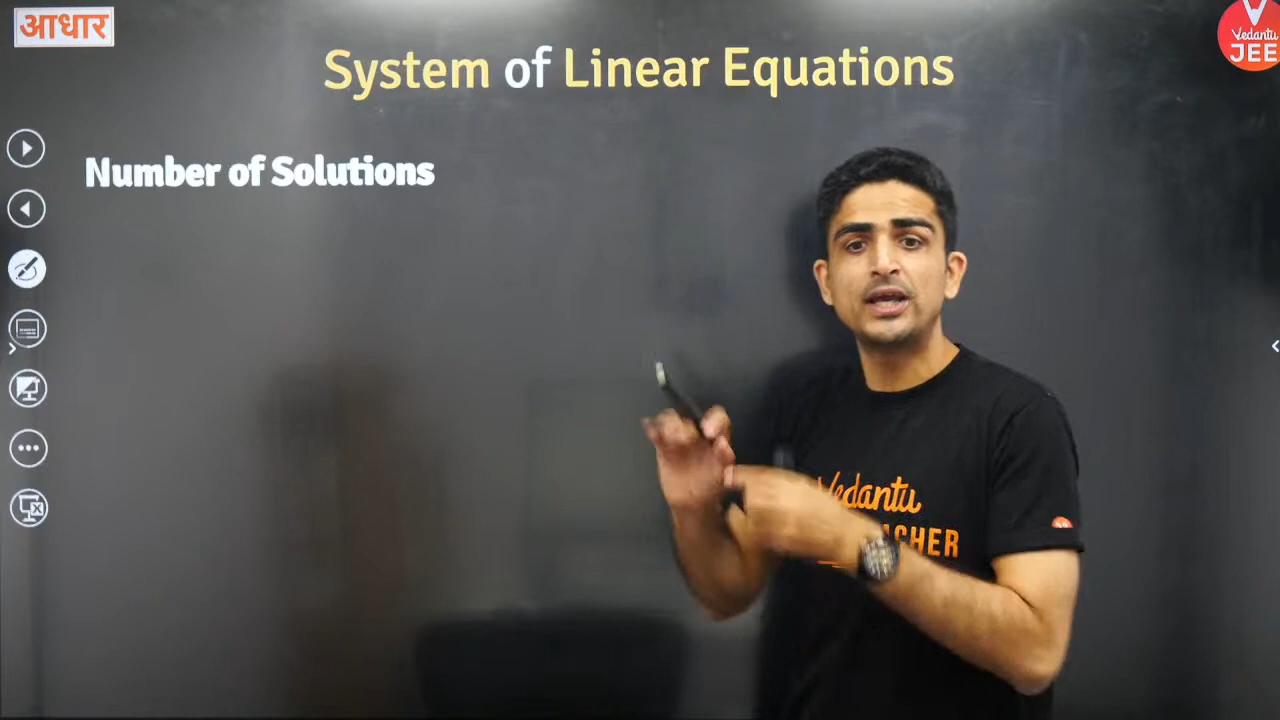 आधार
Vedantu
JEE
System of Linear Equations
Number of Solutions
Vedantu